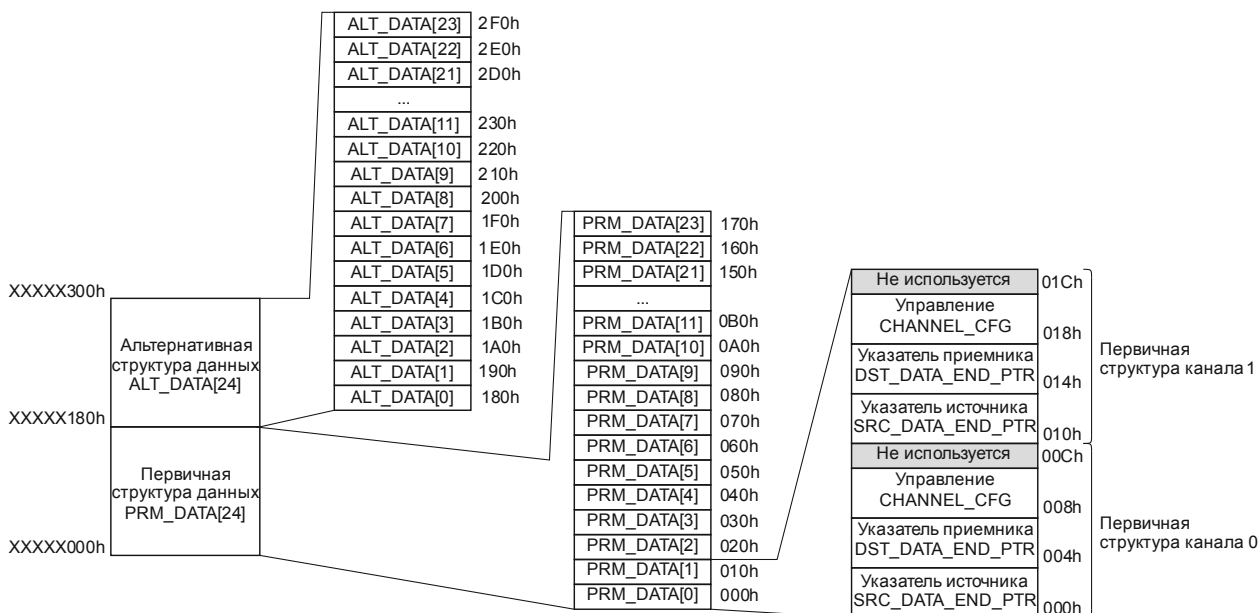 ALT_DATA[23] 2F0h
ALT_DATA[22] 2E0h
ALT_DATA[21] 2D0h
...
ALT_DATA[11] 230h
ALT_DATA[10] 220h
ALT_DATA[9] 210h
ALT_DATA[8] 200h
ALT_DATA[7] 1F0h
ALT_DATA[6] 1E0h
ALT_DATA[5] 1D0h
ALT_DATA[4] 1C0h
ALT_DATA[3] 1B0h
ALT_DATA[2] 1A0h
ALT_DATA[1] 190h
ALT_DATA[0] 180h
XXXXX300h
Альтернативная
структура данных
ALT_DATA[24]
XXXXX180h
Первичная
структура данных
PRM_DATA[24]
XXXXX000h
PRM_DATA[23] 170h
PRM_DATA[22] 160h
PRM_DATA[21] 150h
...
PRM_DATA[11] 0B0h
PRM_DATA[10] 0A0h
PRM_DATA[9] 090h
PRM_DATA[8] 080h
PRM_DATA[7] 070h
PRM_DATA[6] 060h
PRM_DATA[5] 050h
PRM_DATA[4] 040h
PRM_DATA[3] 030h
PRM_DATA[2] 020h
PRM_DATA[1] 010h
PRM_DATA[0] 000h
Не используется 01Ch
Управление
CHANNEL_CFG 018h
Указатель приемника
DST_DATA_END_PTR 014h
Указатель источника
SRC_DATA_END_PTR 010h
Первичная
структура канала 1
Не используется 00Ch
Управление
CHANNEL_CFG 008h
Указатель приемника
DST_DATA_END_PTR 004h
Указатель источника
SRC_DATA_END_PTR 000h
Первичная
структура канала 0